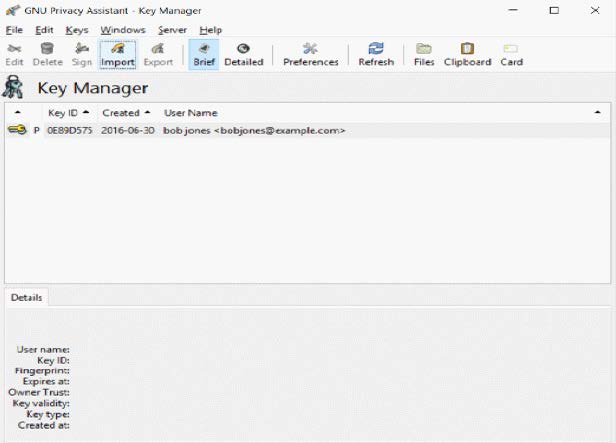 GNU Privacy Assistant - Key Manager
File Edit Keys Windows Server Help
Edit Delete Sign Import Export Brief Detailed Preferences Refresh Files Clipboard Card
Key Manager
Key ID Created User Name
P 0E89D575 2016-06-30 bob jones <bobjones@example.com>
Details
User name:
Key ID:
Fingerprint:
Expires at:
Owner Trust:
Key validity:
Key type:
Created at: